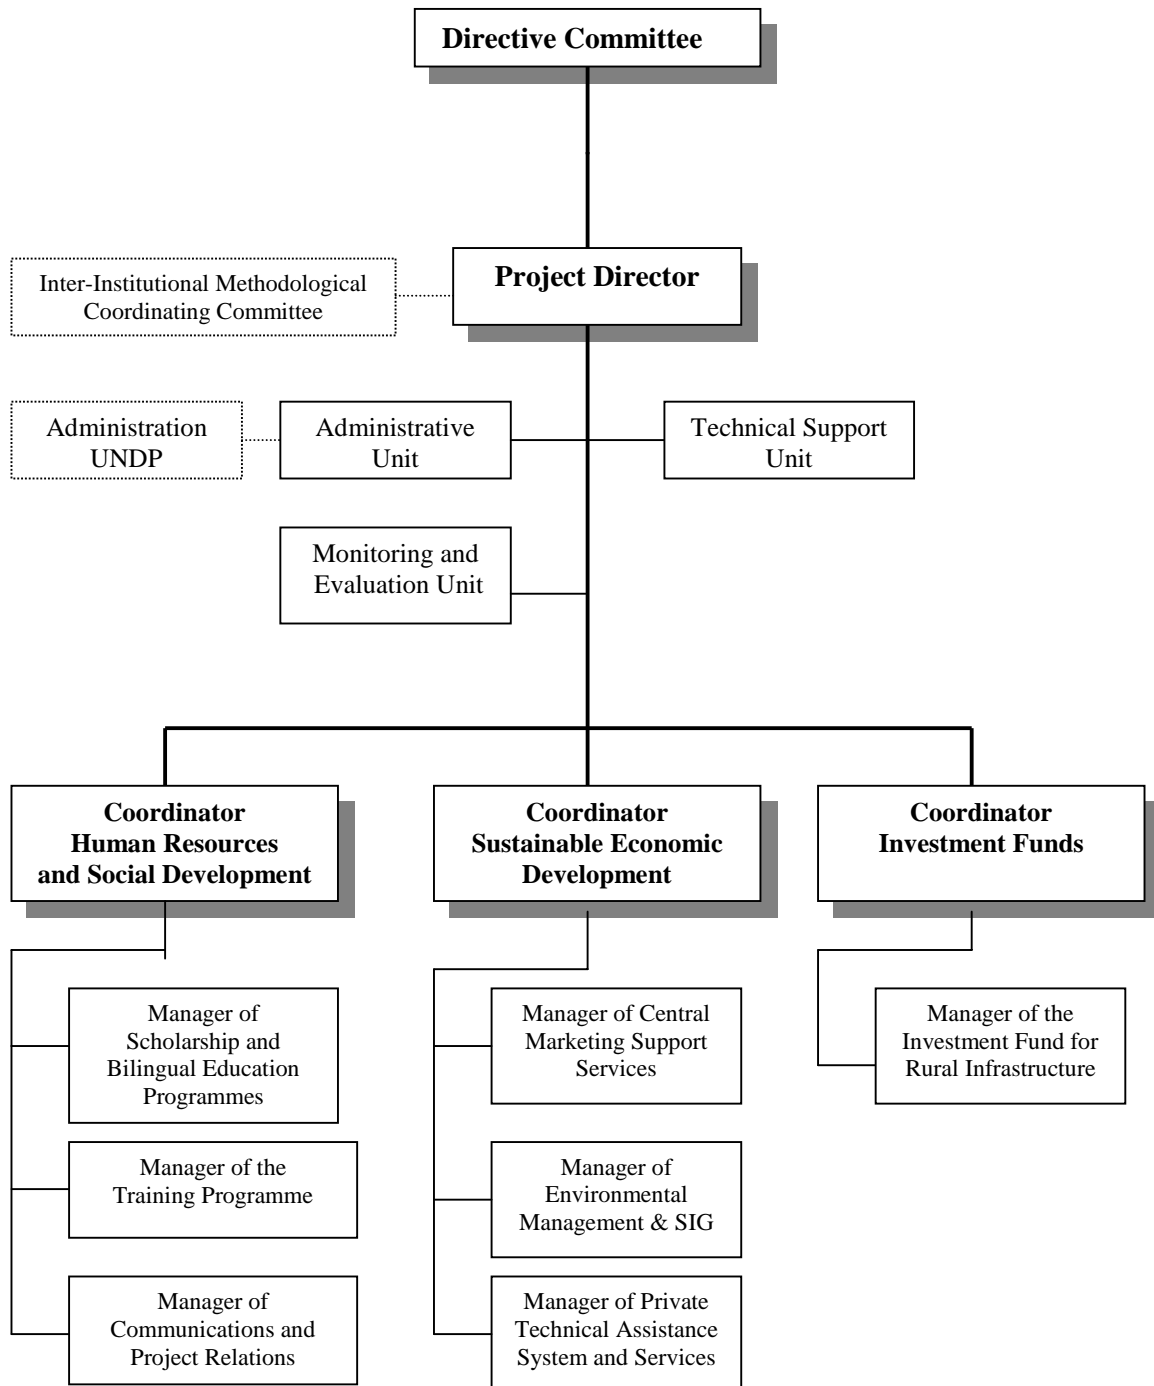 Directive Committee
Inter-Institutional Methodological
Coordinating Committee
Project Director
Administration
UNDP
Administrative
Unit
Technical Support
Unit
Monitoring and
Evaluation Unit
Coordinator
Human Resources
and Social Development
Coordinator
Sustainable Economic
Development
Coordinator
Investment Funds
Manager of
Scholarship and
Bilingual Education
Programmes
Manager of the
Training Programme
Manager of
Communications and
Project Relations
Manager of Central
Marketing Support
Services
Manager of
Environmental
Management & SIG
Manager of Private
Technical Assistance
System and Services
Manager of the
Investment Fund for
Rural Infrastructure